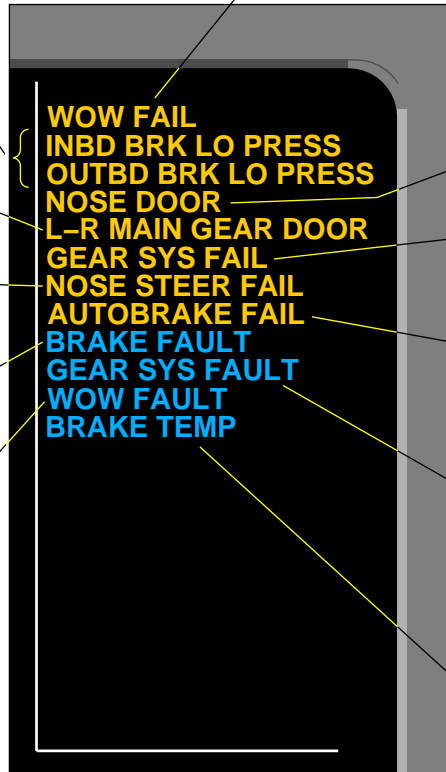 WOW FAIL
INBD BRK LO PRESS
OUTBD BRK LO PRESS
NOSE DOOR
L–R MAIN GEAR DOOR
GEAR SYS FAIL
NOSE STEER FAIL
AUTOBRAKE FAIL
BRAKE FAULT
GEAR SYS FAULT
WOW FAULT
BRAKE TEMP